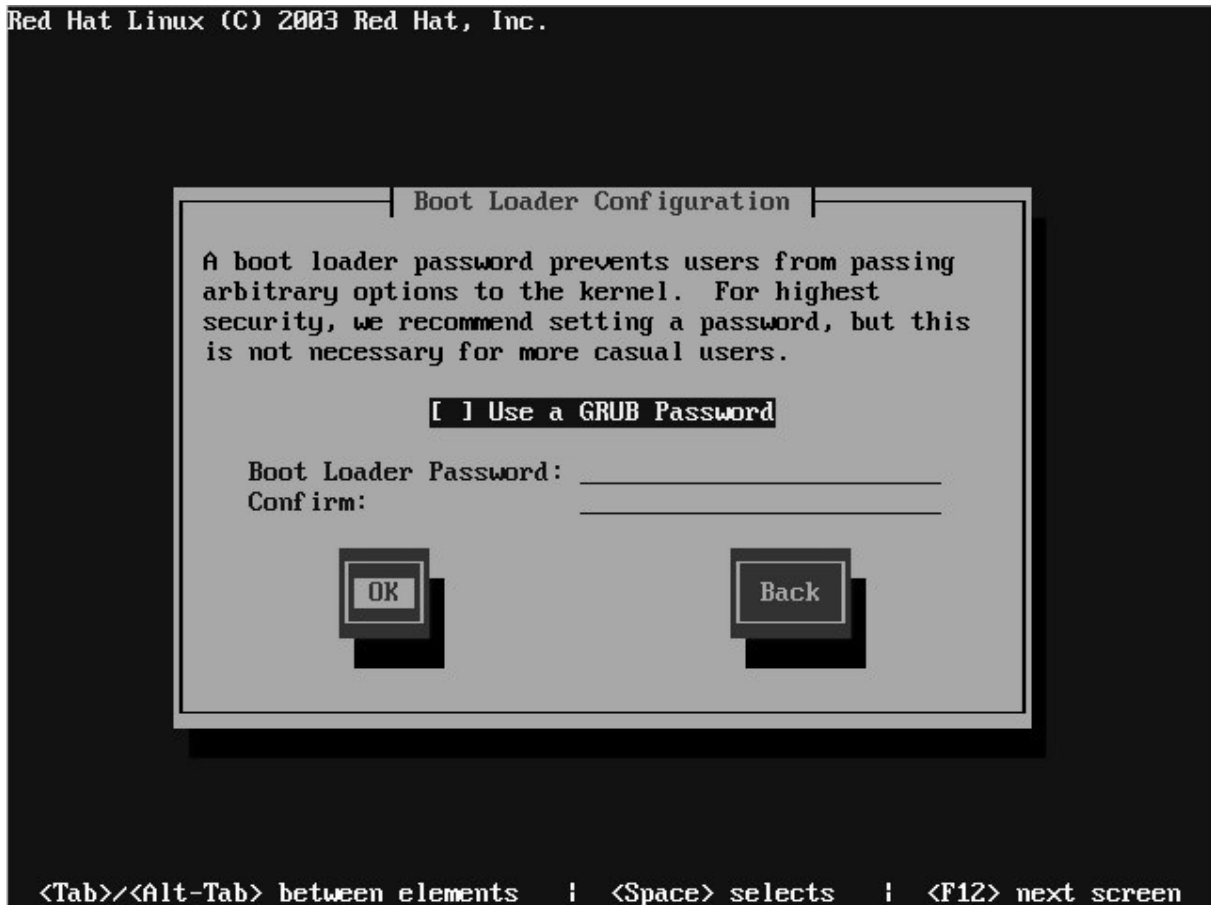 Red Hat Linux (C) 2003 Red Hat, Inc.
Boot Loader Configuration
A boot loader password prevents users from passing
arbitrary options to the kernel.  For highest
security, we recommend setting a password, but this
is not necessary for more casual users.
[ ] Use a GRUB Password
Boot Loader Password:
Confirm:
OK Back
<Tab>/<Alt-Tab> between elements | <Space> selects | <F12> next screen